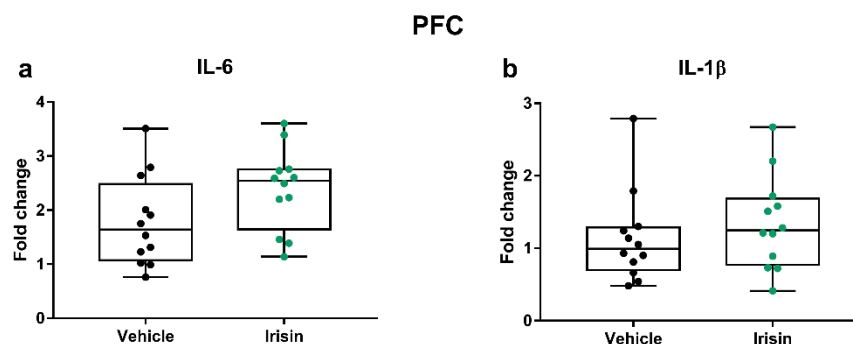 PFC
a
IL-6
Fold change
4
3
2
1
0
Vehicle Irisin
b
IL-1β
Fold change
3
2
1
0
Vehicle Irisin